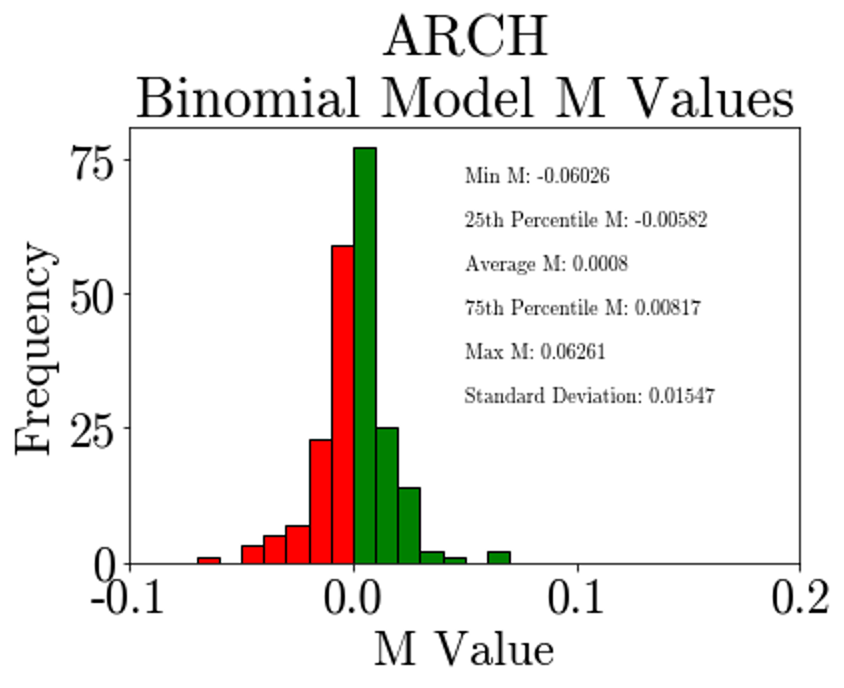 ARCH
Binomial Model M Values
75
50
25
0
Frequency
Min M: -0.06026
25th Percentile M: -0.00582
Average M: 0.0008
75th Percentile M: 0.00817
Max M: 0.06261
Standard Deviation: 0.01547
-0.1 0.0 0.1 0.2
M Value